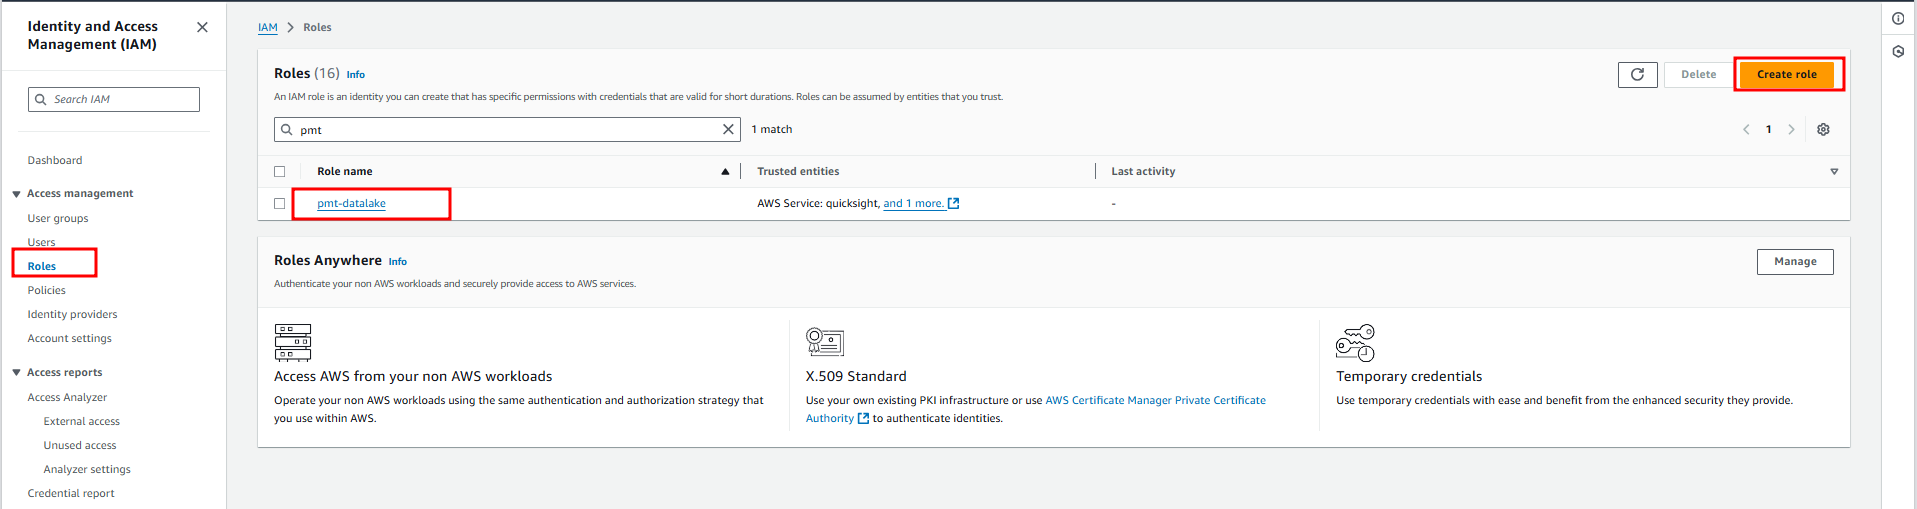 Identity and Access
Management (IAM)
Search IAM
Dashboard
Access management
User groups
Users
Roles
Policies
Identity providers
Account settings
Access reports
Access Analyzer
External access
Unused access
Analyzer settings
Credential report
IAM > Roles
Roles (16) Info
Delete
Create role
An IAM role is an identity you can create that has specific permissions with credentials that are valid for short durations. Roles can be assumed by entities that you trust.
pmt
1 match
1
Role name
Trusted entities
Last activity
pmt-datalake
AWS Service: quicksight, and 1 more.
-
Roles Anywhere Info
Manage
Authenticate your non AWS workloads and securely provide access to AWS services.
Access AWS from your non AWS workloads
Operate your non AWS workloads using the same authentication and authorization strategy that
you use within AWS.
X.509 Standard
Use your own existing PKI infrastructure or use AWS Certificate Manager Private Certificate
Authority to authenticate identities.
Temporary credentials
Use temporary credentials with ease and benefit from the enhanced security they provide.